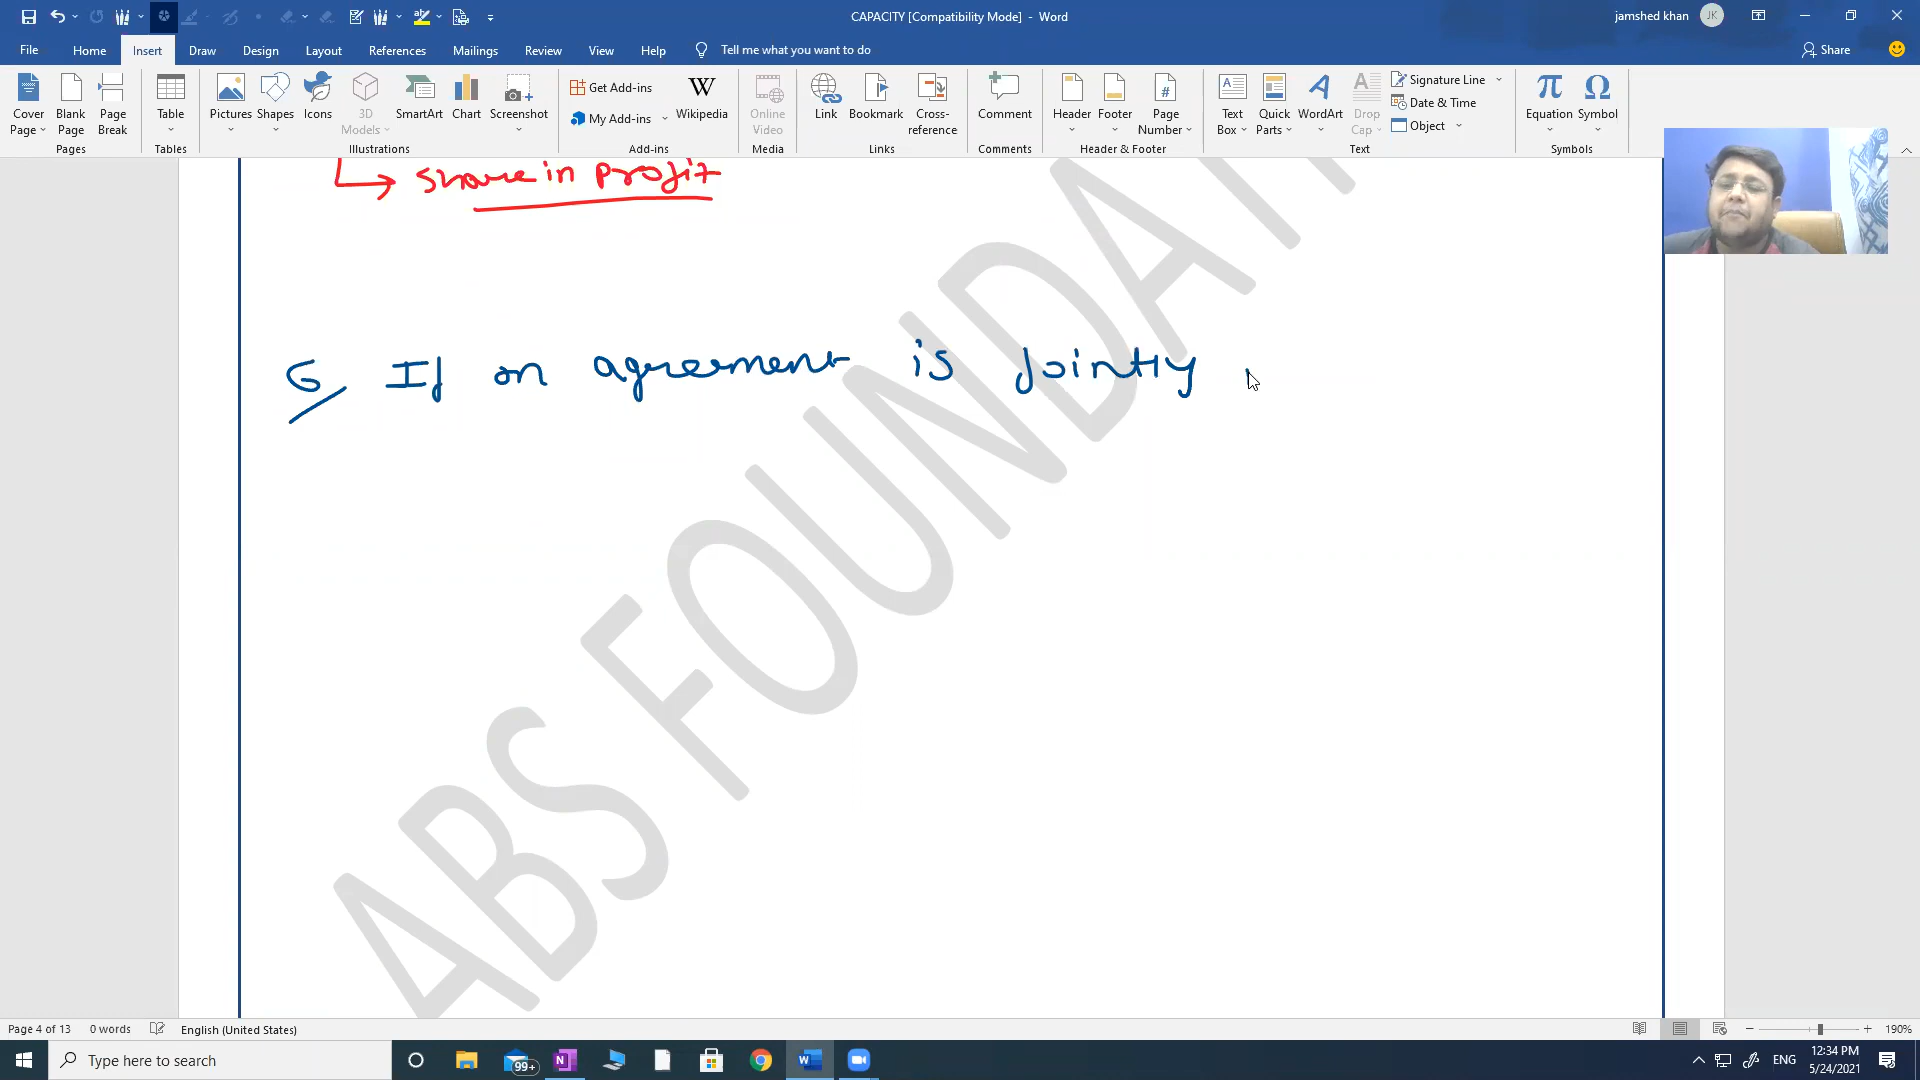 CAPACITY [Compatibility Mode] - Word
jamshed khan
JK
File Home Insert Draw Design Layout References Mailings Review View Help Tell me what you want to do
Share
Cover Page
Blank Page
Page Break
Table
Pictures
Shapes
Icons
3D Models
SmartArt
Chart
Screenshot
Get Add-ins
My Add-ins
Wikipedia
Online Video
Link
Bookmark
Cross-reference
Comment
Header
Footer
Page Number
Text Box
Quick Parts
WordArt
Drop Cap
Signature Line
Date & Time
Object
Equation
Symbol
Pages Tables Illustrations Add-ins Media Links Comments Header & Footer Text Symbols
share in profit
6 If an agreement is jointly
ABS FOUNDAT
Page 4 of 13 0 words English (United States) 190%
Type here to search
99+
ENG
12:34 PM
5/24/2021